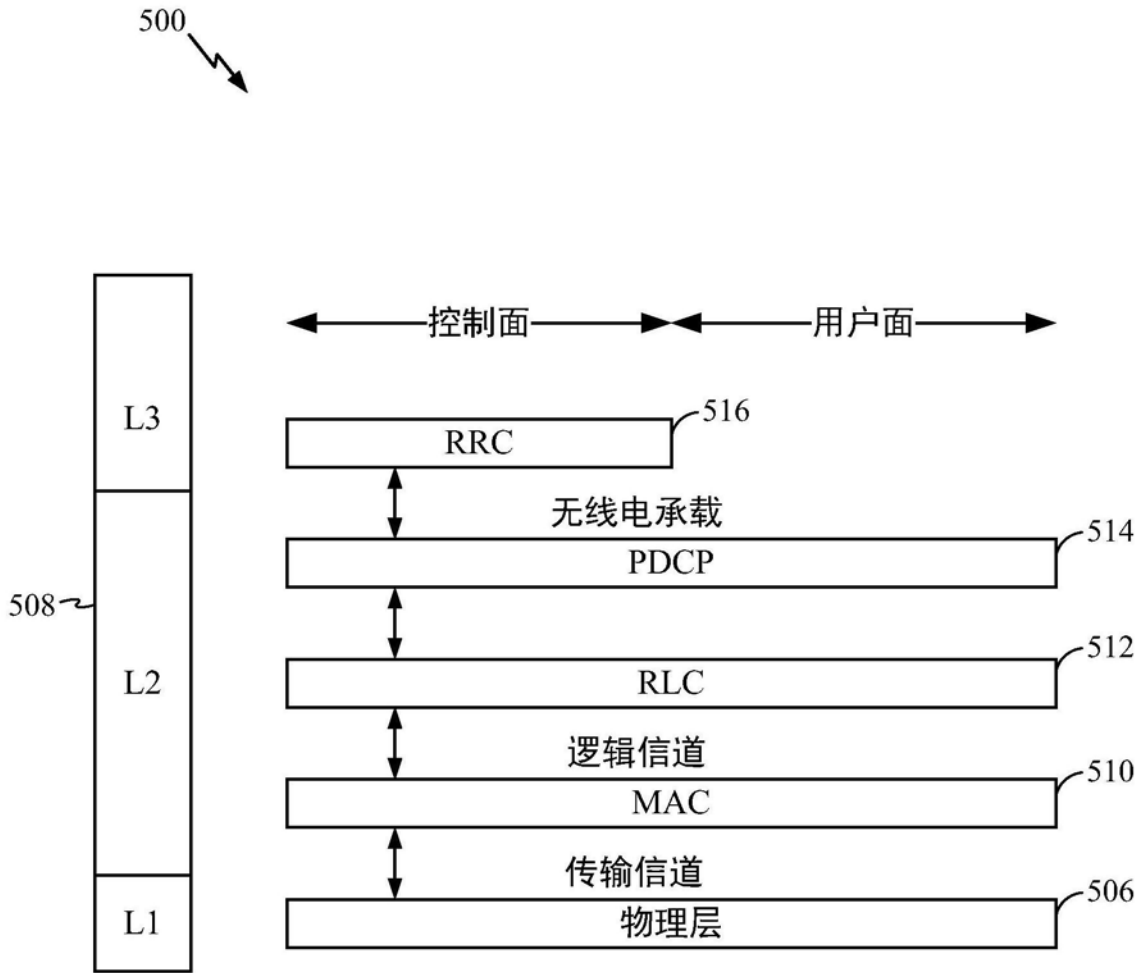 500
控制面
用户面
L3
RRC
516
无线电承载
PDCP
514
508
L2
RLC
512
逻辑信道
MAC
510
传输信道
L1
物理层
506